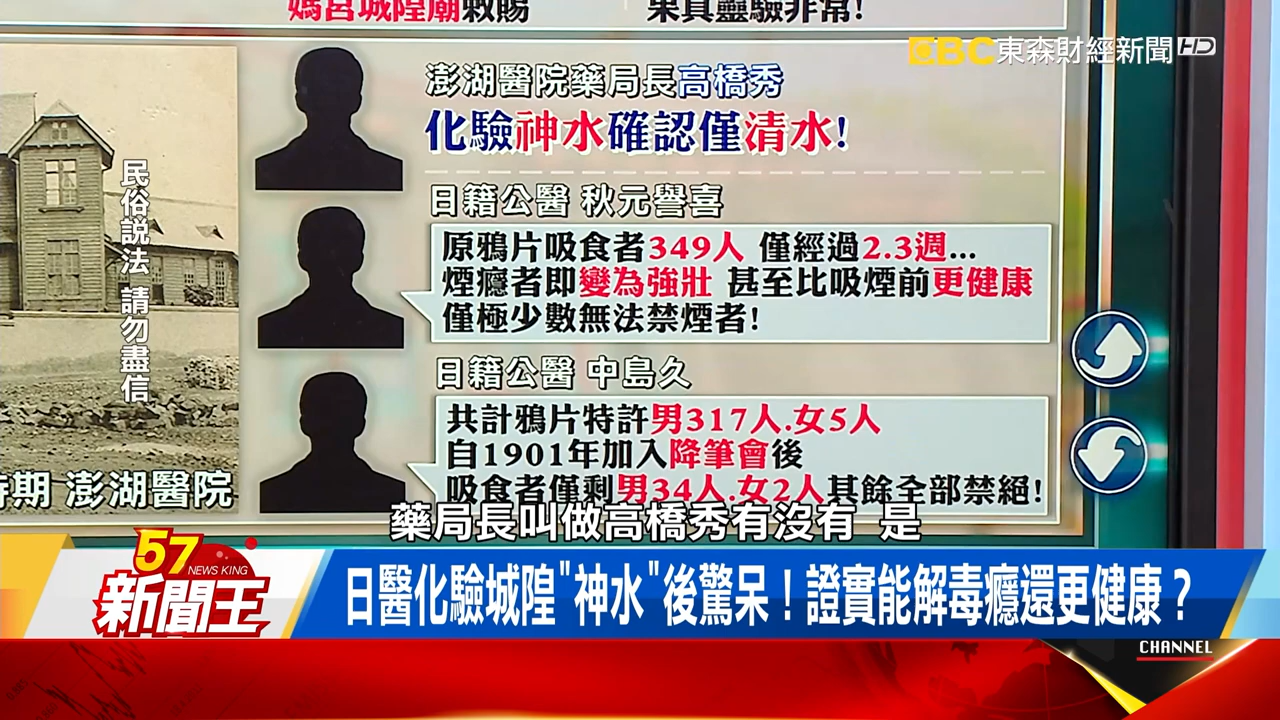 媽宮城隍廟敕賜
果真靈驗非常!
EBC 東森財經新聞 HD
澎湖醫院藥局長高橋秀
化驗神水確認僅清水!
日籍公醫 秋元譽喜
原鴉片吸食者349人 僅經過2.3週...
煙癮者即變為強壯 甚至比吸煙前更健康
僅極少數無法禁煙者!
日籍公醫 中島久
共計鴉片特許男317人.女5人
自1901年加入降筆會後
吸食者僅剩男34人.女2人其餘全部禁絕!
民俗說法 請勿盡信
時期 澎湖醫院
藥局長叫做高橋秀有沒有 是
57
NEWS KING
新聞王
日醫化驗城隍"神水"後驚呆!證實能解毒癮還更健康?
CHANNEL